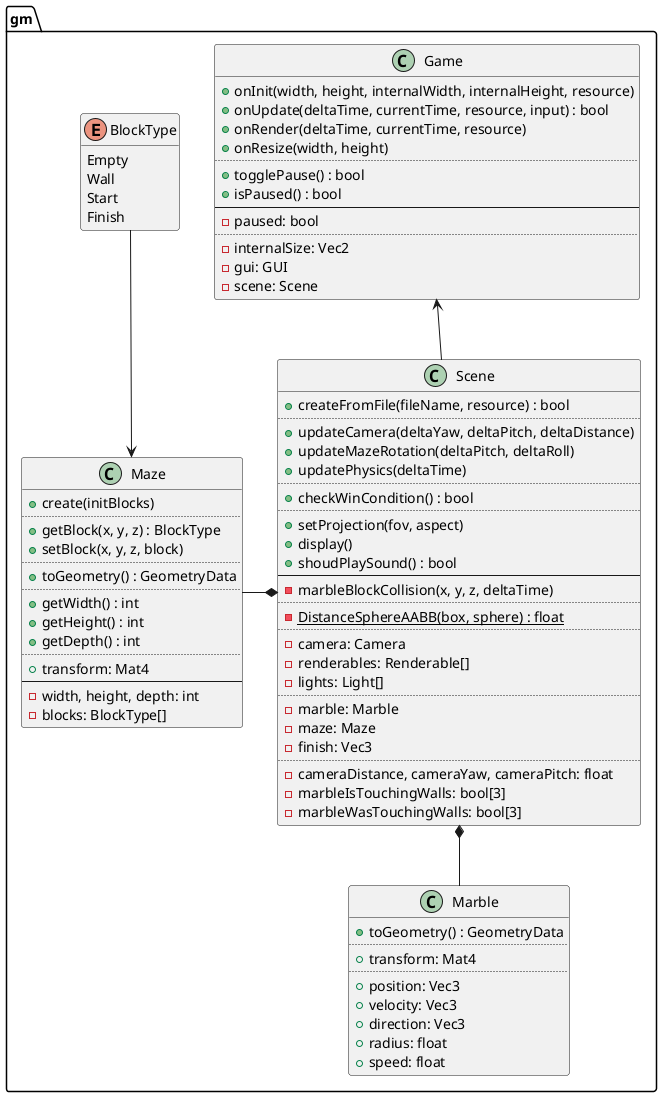 gm
C Game
onInit(width, height, internalWidth, internalHeight, resource)
onUpdate(deltaTime, currentTime, resource, input) : bool
onRender(deltaTime, currentTime, resource)
onResize(width, height)
togglePause() : bool
isPaused() : bool
paused: bool
internalSize: Vec2
gui: GUI
scene: Scene
E BlockType
Empty
Wall
Start
Finish
C Scene
createFromFile(fileName, resource) : bool
updateCamera(deltaYaw, deltaPitch, deltaDistance)
updateMazeRotation(deltaPitch, deltaRoll)
updatePhysics(deltaTime)
checkWinCondition() : bool
setProjection(fov, aspect)
display()
shoudPlaySound() : bool
marbleBlockCollision(x, y, z, deltaTime)
DistanceSphereAABB(box, sphere) : float
camera: Camera
renderables: Renderable[]
lights: Light[]
marble: Marble
maze: Maze
finish: Vec3
cameraDistance, cameraYaw, cameraPitch: float
marbleIsTouchingWalls: bool[3]
marbleWasTouchingWalls: bool[3]
C Maze
create(initBlocks)
getBlock(x, y, z) : BlockType
setBlock(x, y, z, block)
toGeometry() : GeometryData
getWidth() : int
getHeight() : int
getDepth() : int
transform: Mat4
width, height, depth: int
blocks: BlockType[]
C Marble
toGeometry() : GeometryData
transform: Mat4
position: Vec3
velocity: Vec3
direction: Vec3
radius: float
speed: float